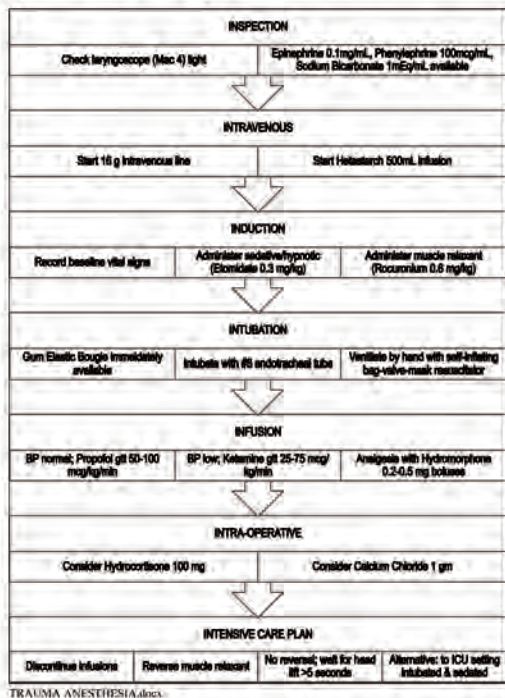 INSPECTION
Check laryngoscope (Mac 4) light
Epinephrine 0.1mg/mL, Phenylephrine 100mcg/mL,
Sodium Bicarbonate 1mEq/mL available
INTRAVENOUS
Start 16 g Intravenous line
Start Hetastarch 500mL infusion
INDUCTION
Record baseline vital signs
Administer sedative/hypnotic
(Etomidate 0.3 mg/kg)
Administer muscle relaxant
(Rocuronium 0.6 mg/kg)
INTUBATION
Gum Elastic Bougie immediately
available
Intubate with #8 endotracheal tube
Ventilate by hand with self-inflating
bag-valve-mask resuscitator
INFUSION
BP normal; Propofol gtt 50-100
mcg/kg/min
BP low; Ketamine gtt 25-75 mcg/
kg/min
Analgesia with Hydromorphone
0.2-0.5 mg boluses
INTRA-OPERATIVE
Consider Hydrocortisone 100 mg
Consider Calcium Chloride 1 gm
INTENSIVE CARE PLAN
Discontinue infusions
Reverse muscle relaxant
No reversal; wait for head
lift >5 seconds
Alternative: to ICU setting
intubated & sedated
TRAUMA ANESTHESIA.docx